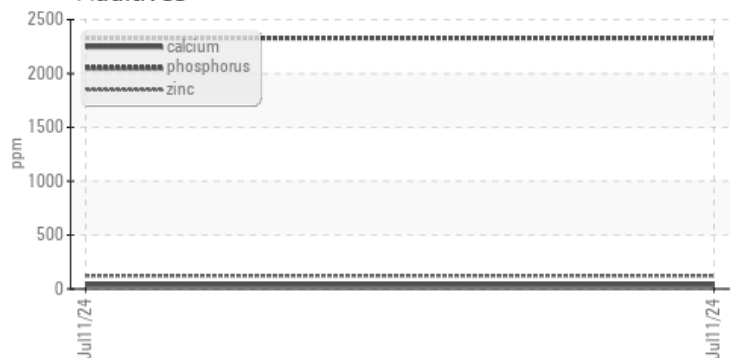 Additives
2500
2000
1500
1000
500
0
ppm
calcium
phosphorus
zinc
Jul11/24
Jul11/24